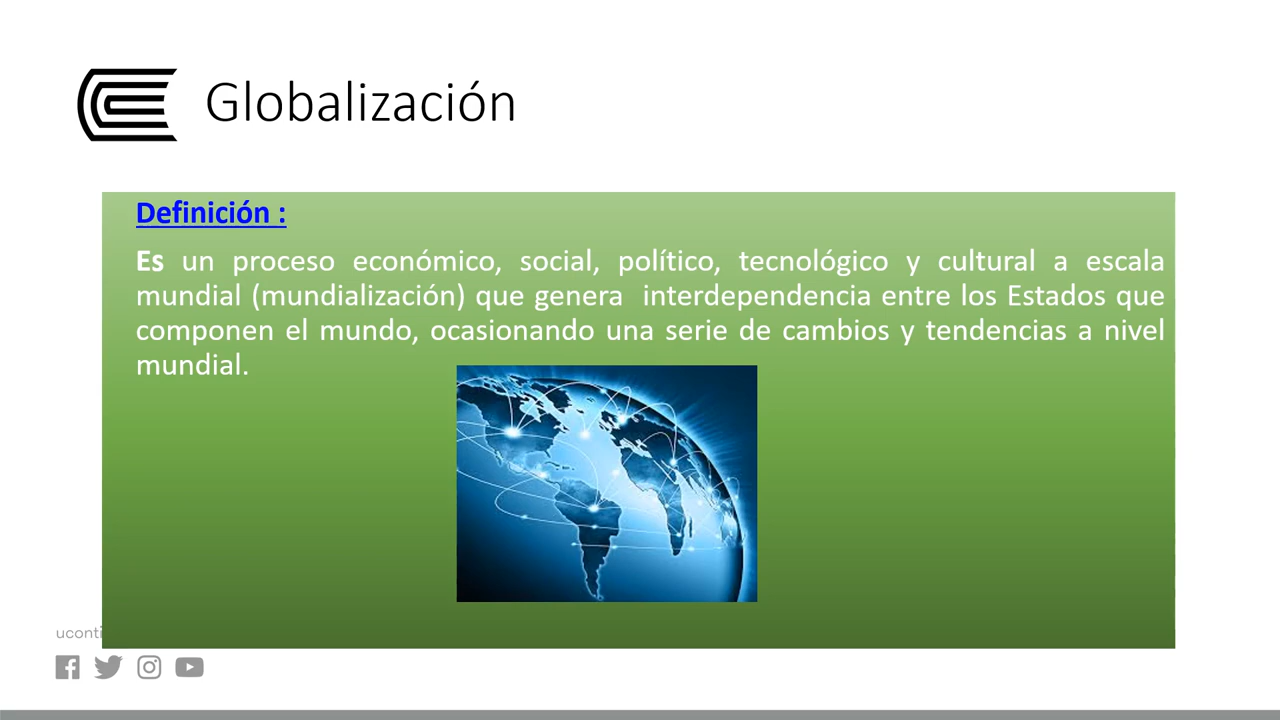 Globalización
Definición :
Es un proceso económico, social, político, tecnológico y cultural a escala
mundial (mundialización) que genera interdependencia entre los Estados que
componen el mundo, ocasionando una serie de cambios y tendencias a nivel
mundial.
uconti